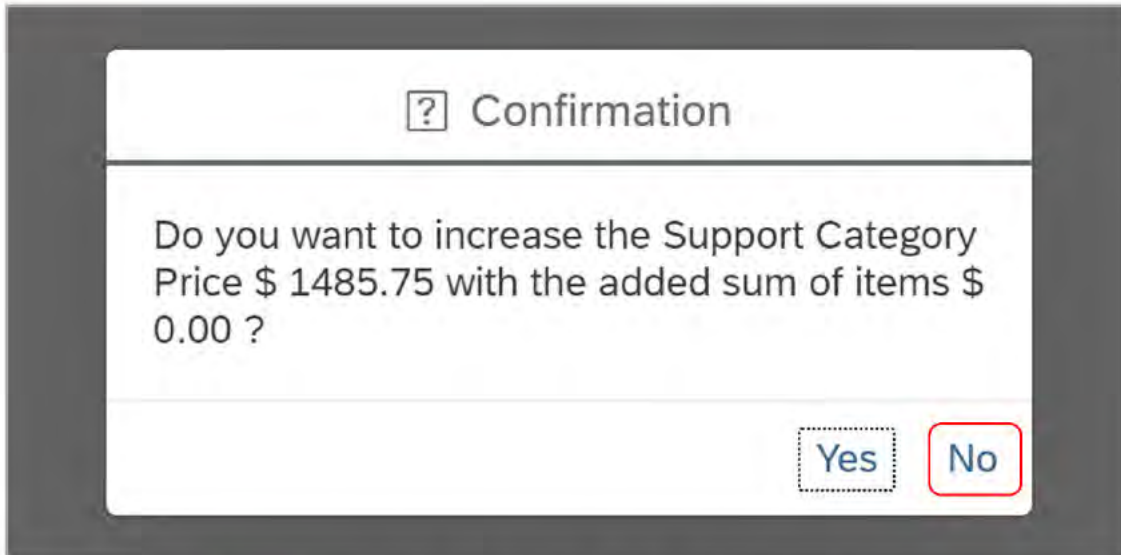 ? Confirmation
Do you want to increase the Support Category
Price $ 1485.75 with the added sum of items $
0.00 ?
Yes No